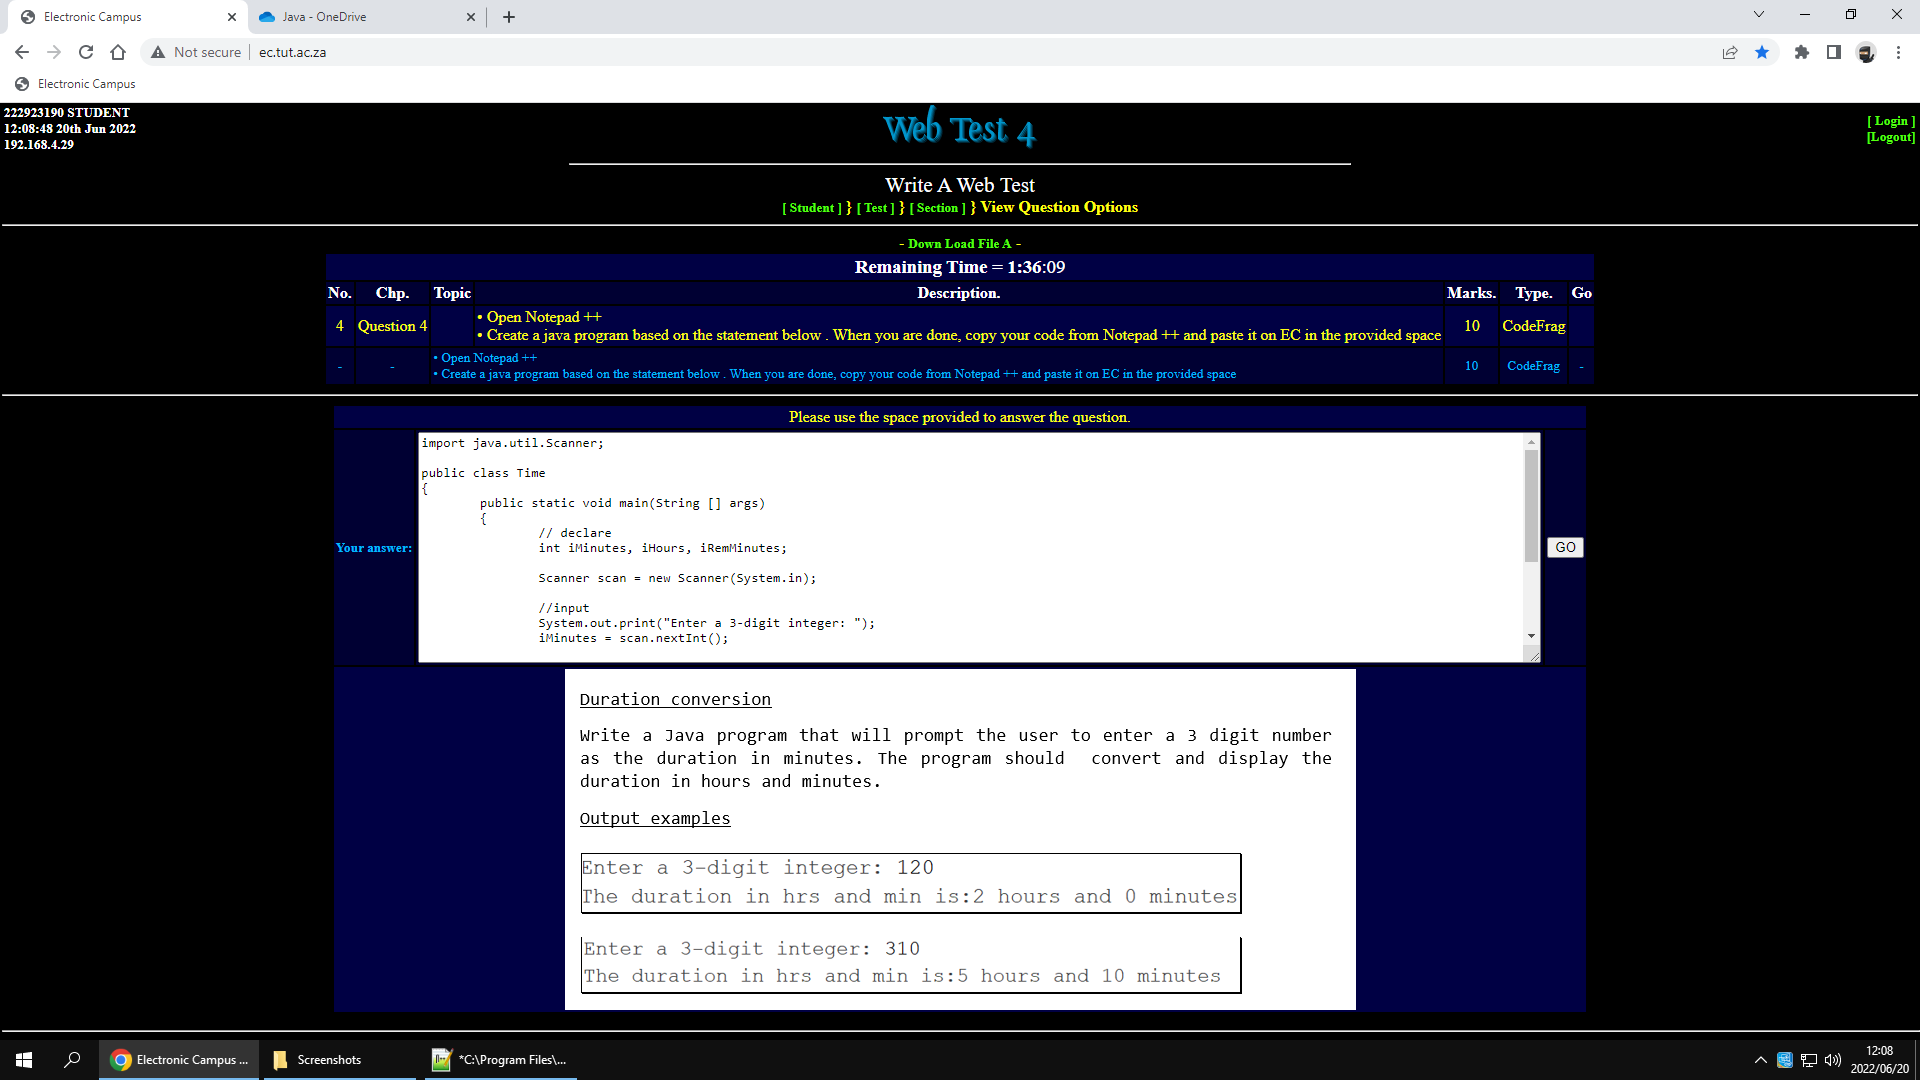 Electronic Campus
Java - OneDrive
Not secure
ec.tut.ac.za
Electronic Campus
222923190 STUDENT
12:08:48 20th Jun 2022
192.168.4.29
Web Test 4
[ Login ]
[Logout]
Write A Web Test
[ Student ] } [ Test ] } [ Section ] } View Question Options
- Down Load File A -
Remaining Time = 1:36:09
No. Chp. Topic Description. Marks. Type. Go
4 Question 4 • Open Notepad ++
• Create a java program based on the statement below . When you are done, copy your code from Notepad ++ and paste it on EC in the provided space 10 CodeFrag
- - • Open Notepad ++
• Create a java program based on the statement below . When you are done, copy your code from Notepad ++ and paste it on EC in the provided space 10 CodeFrag -
Please use the space provided to answer the question.
Your answer:
import java.util.Scanner;
public class Time
{
public static void main(String [] args)
{
// declare
int iMinutes, iHours, iRemMinutes;
Scanner scan = new Scanner(System.in);
//input
System.out.print("Enter a 3-digit integer: ");
iMinutes = scan.nextInt();
GO
Duration conversion
Write a Java program that will prompt the user to enter a 3 digit number
as the duration in minutes. The program should convert and display the
duration in hours and minutes.
Output examples
Enter a 3-digit integer: 120
The duration in hrs and min is:2 hours and 0 minutes
Enter a 3-digit integer: 310
The duration in hrs and min is:5 hours and 10 minutes
Electronic Campus ...
Screenshots
*C:\Program Files\...
12:08
2022/06/20